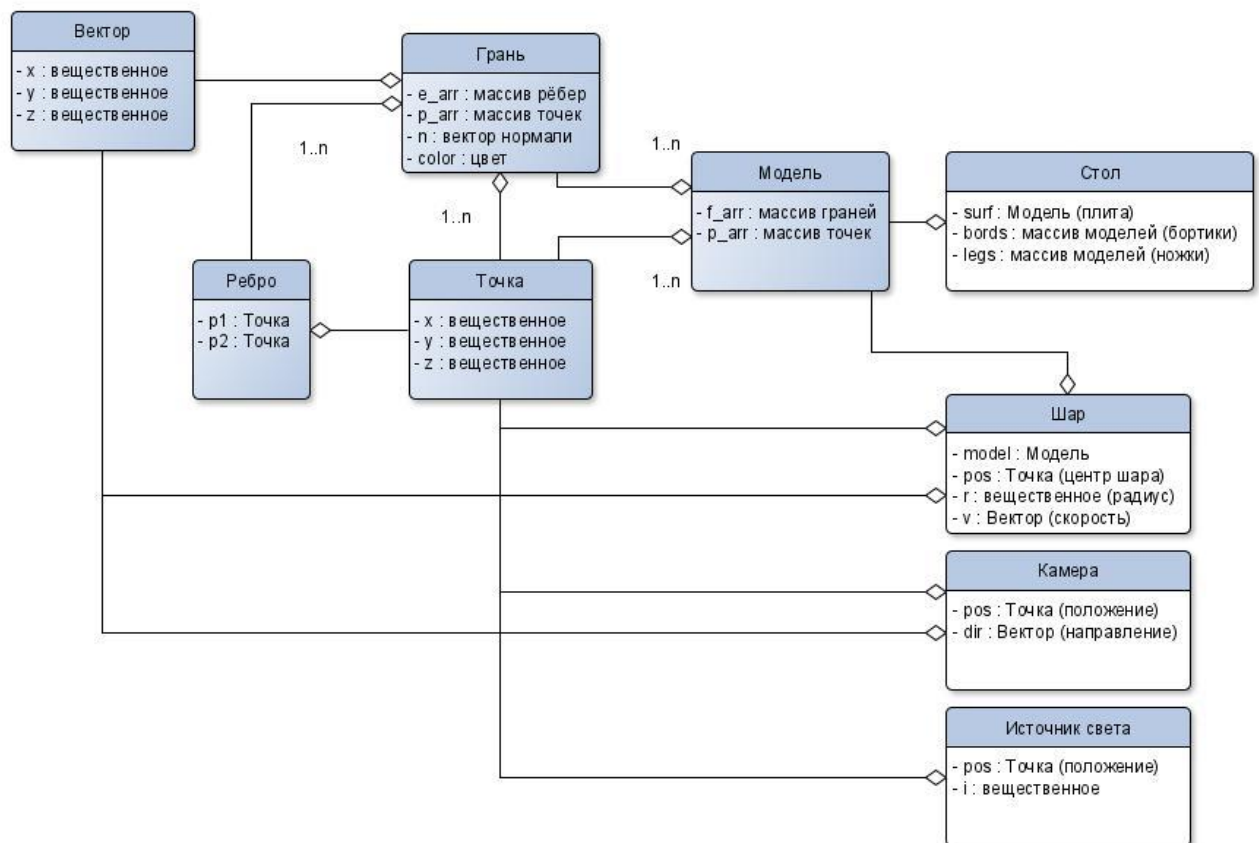 Вектор
- x : вещественное
- y : вещественное
- z : вещественное
Грань
- e_arr : массив рёбер
- p_arr : массив точек
- n : вектор нормали
- color : цвет
1..n
1..n
1..n
1..n
Модель
- f_arr : массив граней
- p_arr : массив точек
Стол
- surf : Модель (плита)
- bords : массив моделей (бортики)
- legs : массив моделей (ножки)
Ребро
- p1 : Точка
- p2 : Точка
Точка
- x : вещественное
- y : вещественное
- z : вещественное
Шар
- model : Модель
- pos : Точка (центр шара)
- r : вещественное (радиус)
- v : Вектор (скорость)
Камера
- pos : Точка (положение)
- dir : Вектор (направление)
Источник света
- pos : Точка (положение)
- i : вещественное